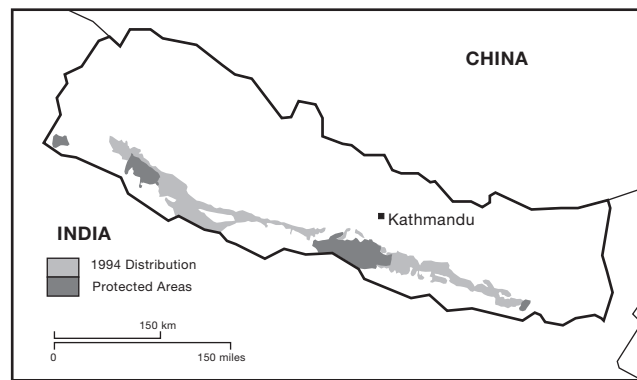 CHINA
Kathmandu
INDIA
1994 Distribution
Protected Areas
150 km
0
150 miles